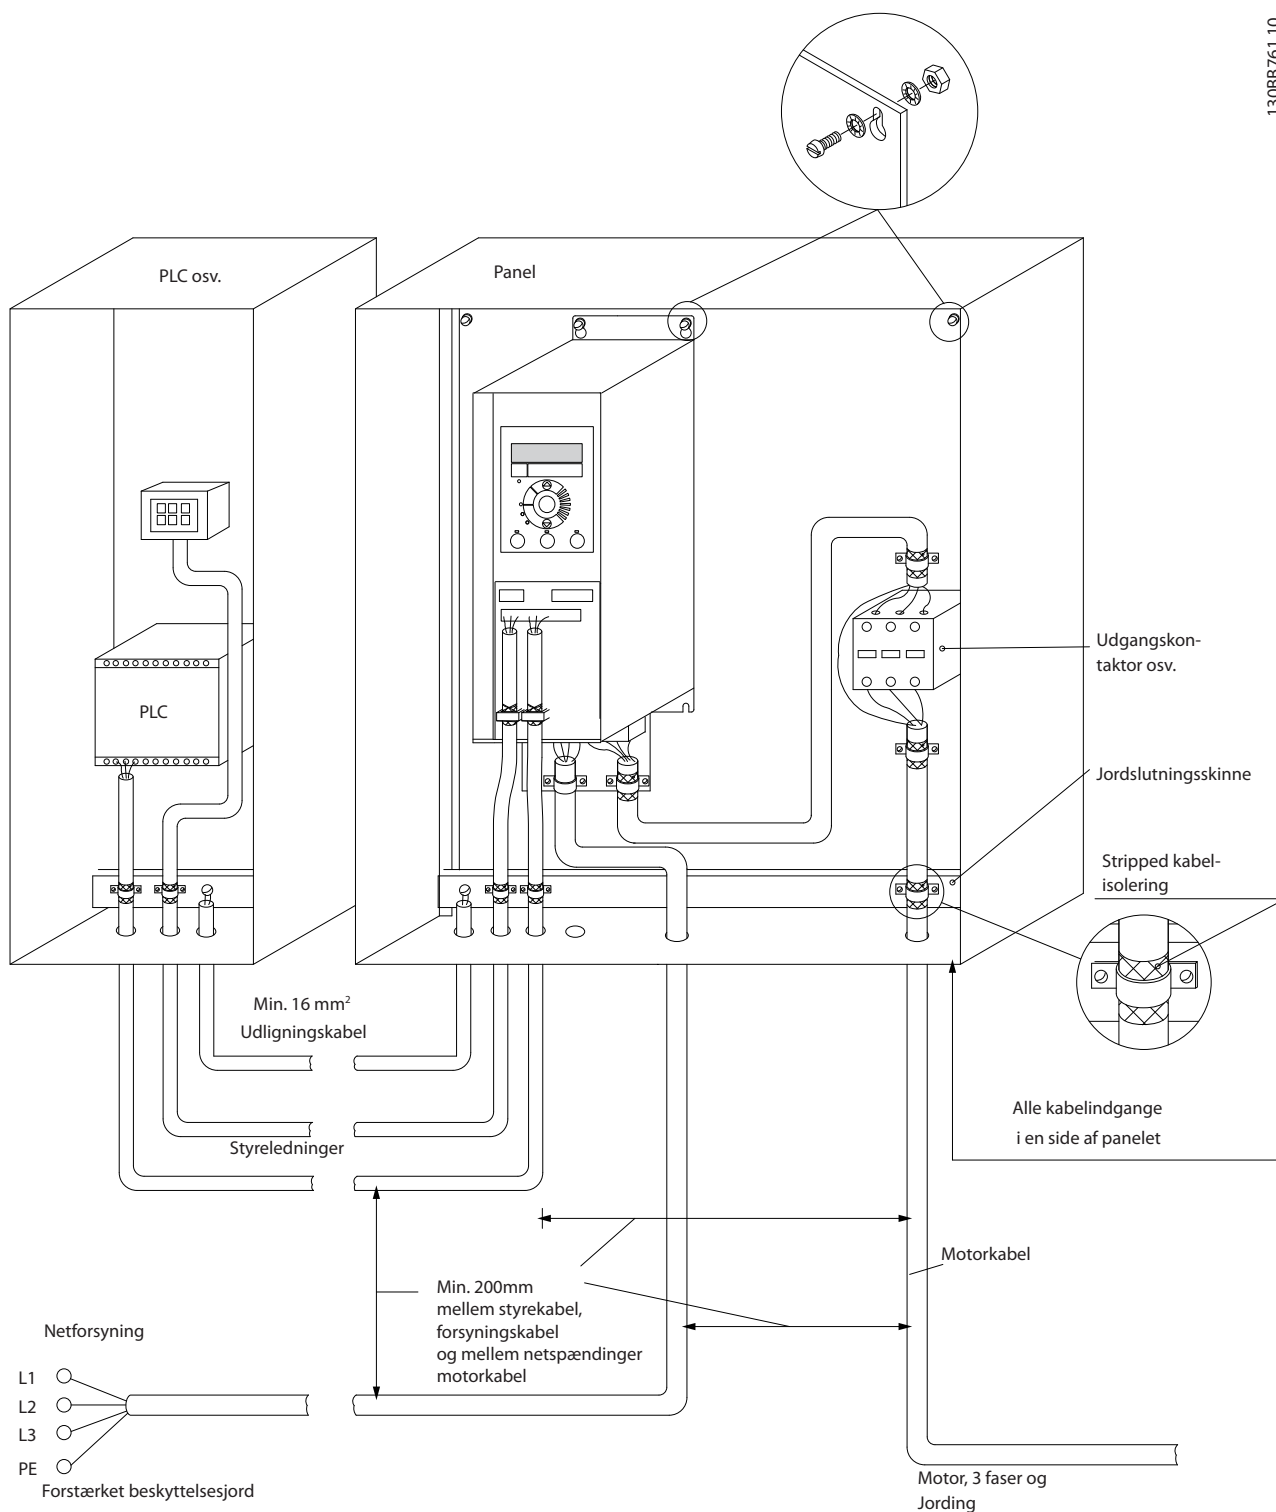 130BB761.10
PLC osv.
Panel
PLC
Udgangskon-
taktor osv.
Jordslutningsskinne
Stripped kabel-
isolering
Min. 16 mm²
Udligningskabel
Styreledninger
Alle kabelindgange
i en side af panelet
Motorkabel
Min. 200mm
mellem styrekabel,
forsyningskabel
og mellem netspændinger
motorkabel
Netforsyning
L1
L2
L3
PE
Forstærket beskyttelsesjord
Motor, 3 faser og
Jording